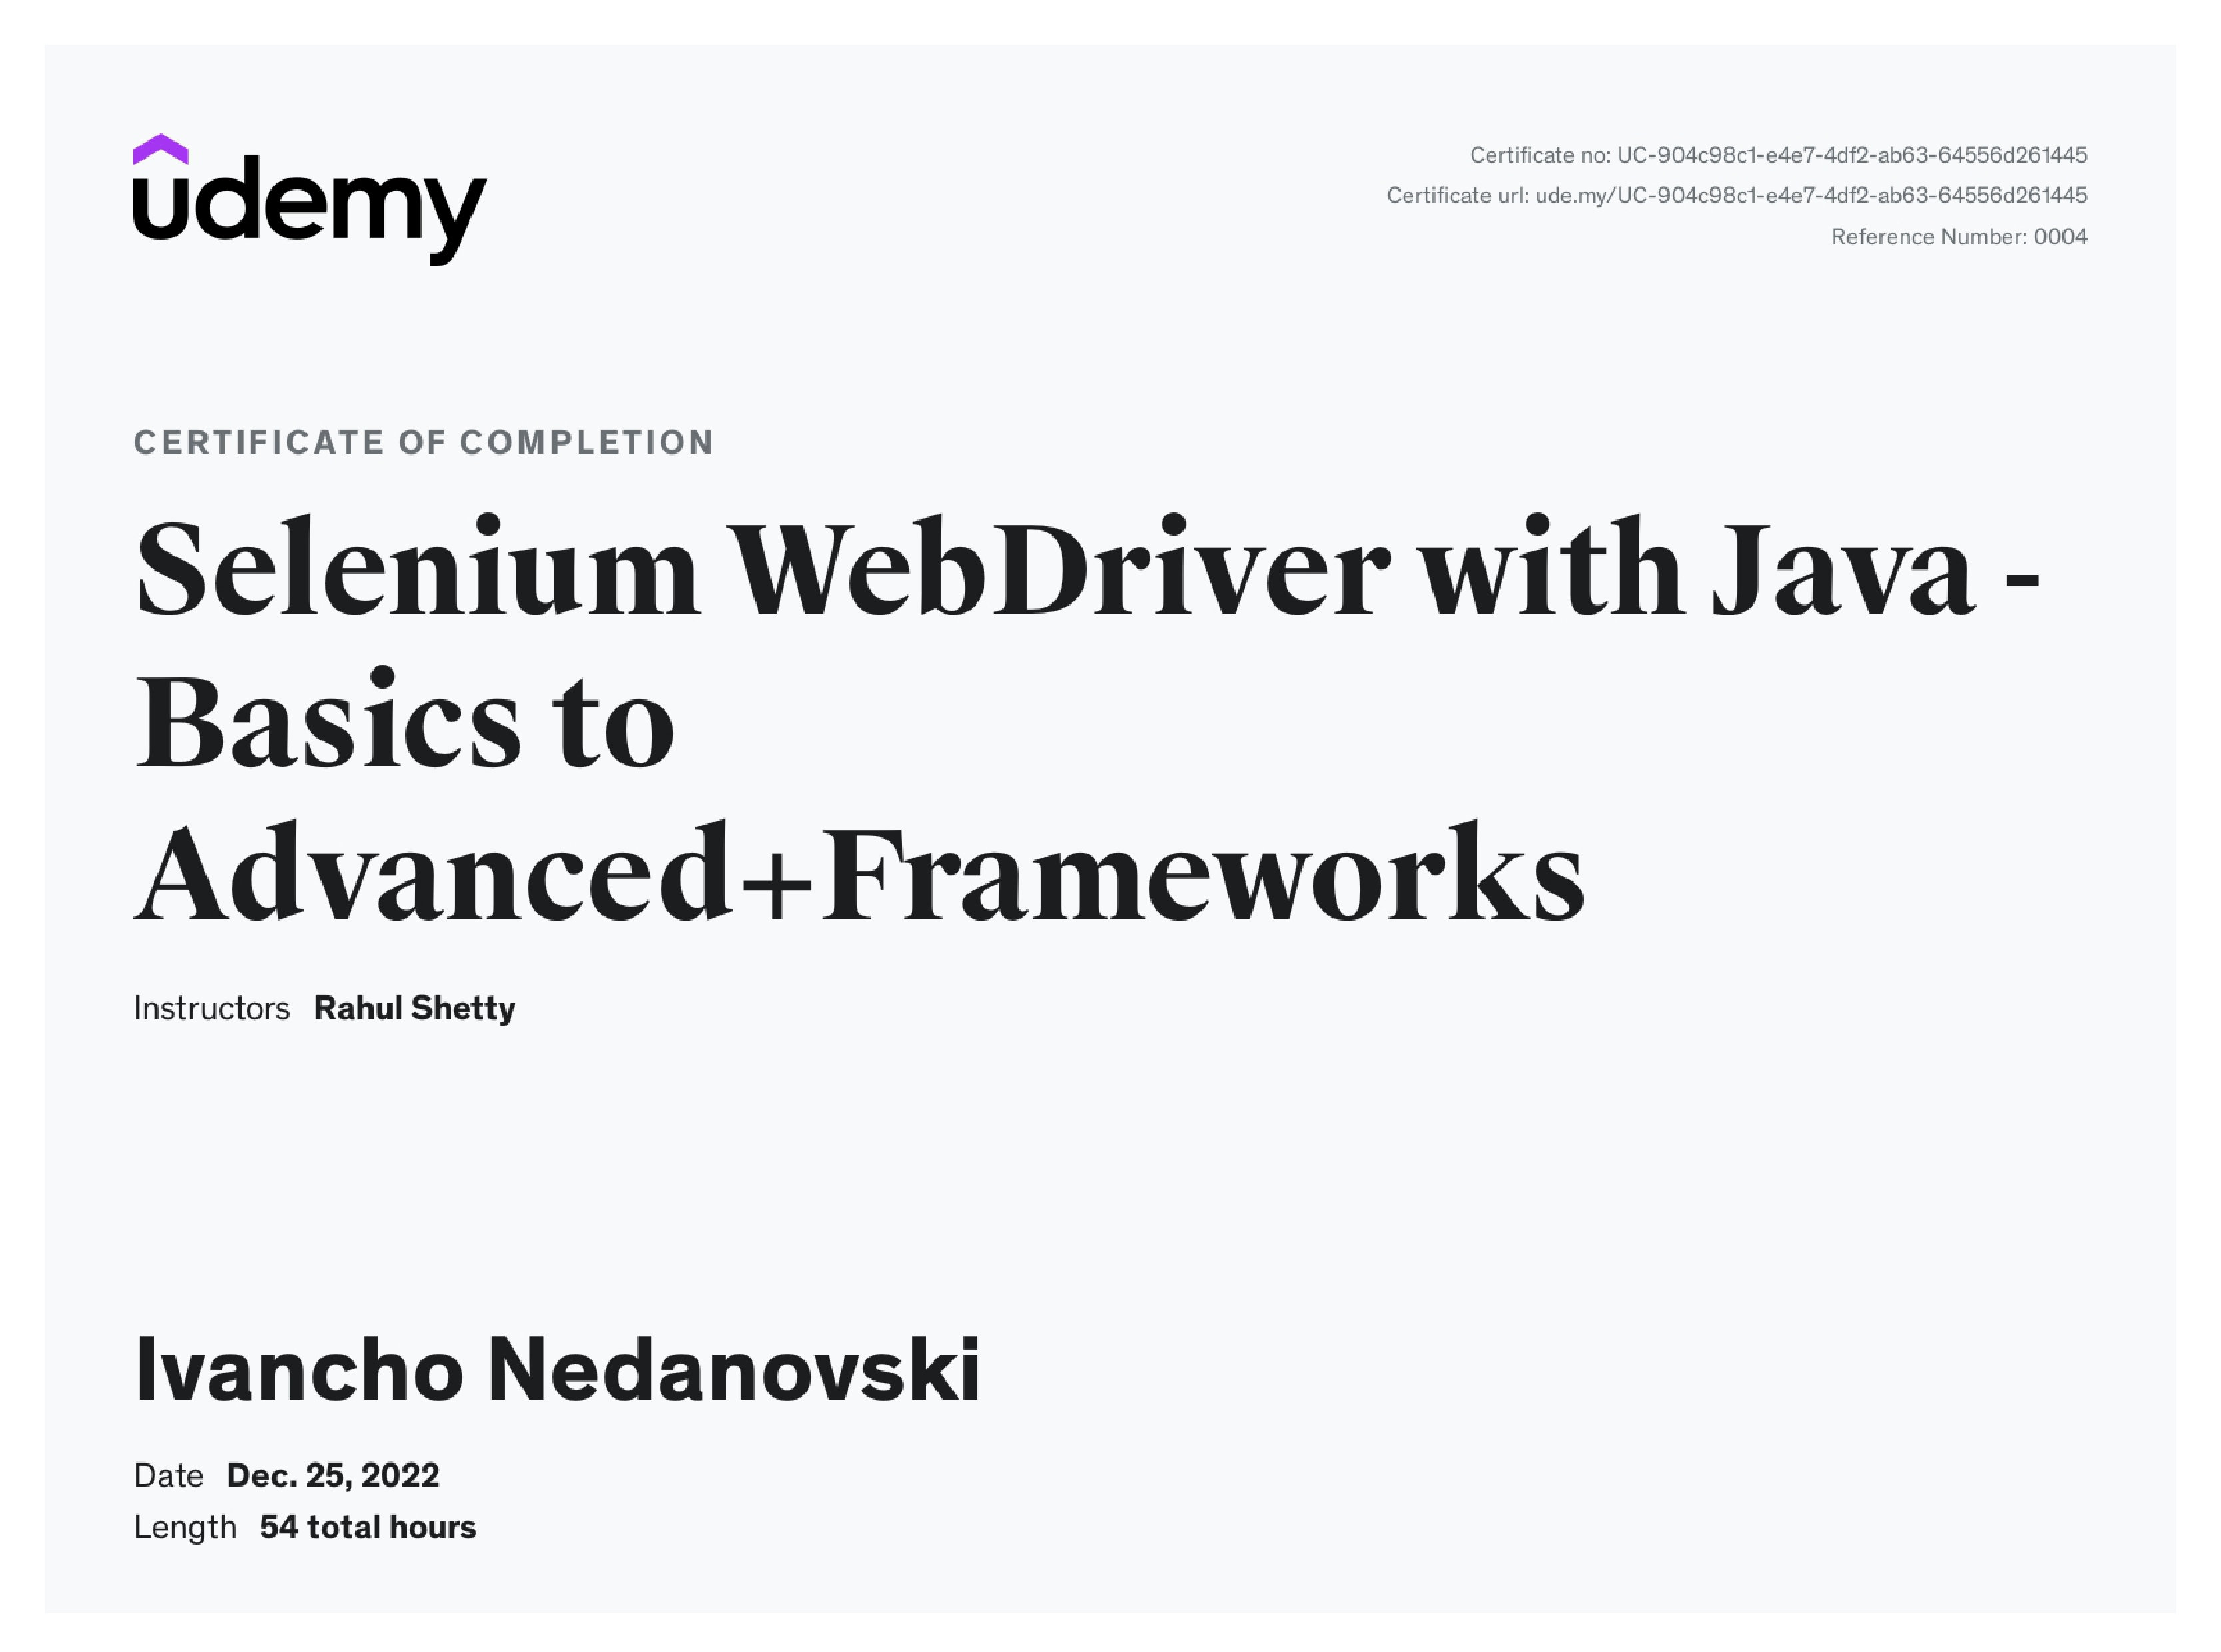 udemy
Certificate no: UC-904c98c1-e4e7-4df2-ab63-64556d261445
Certificate url: ude.my/UC-904c98c1-e4e7-4df2-ab63-64556d261445
Reference Number: 0004
CERTIFICATE OF COMPLETION
Selenium WebDriver with Java -
Basics to
Advanced+Frameworks
Instructors Rahul Shetty
Ivancho Nedanovski
Date Dec. 25, 2022
Length 54 total hours